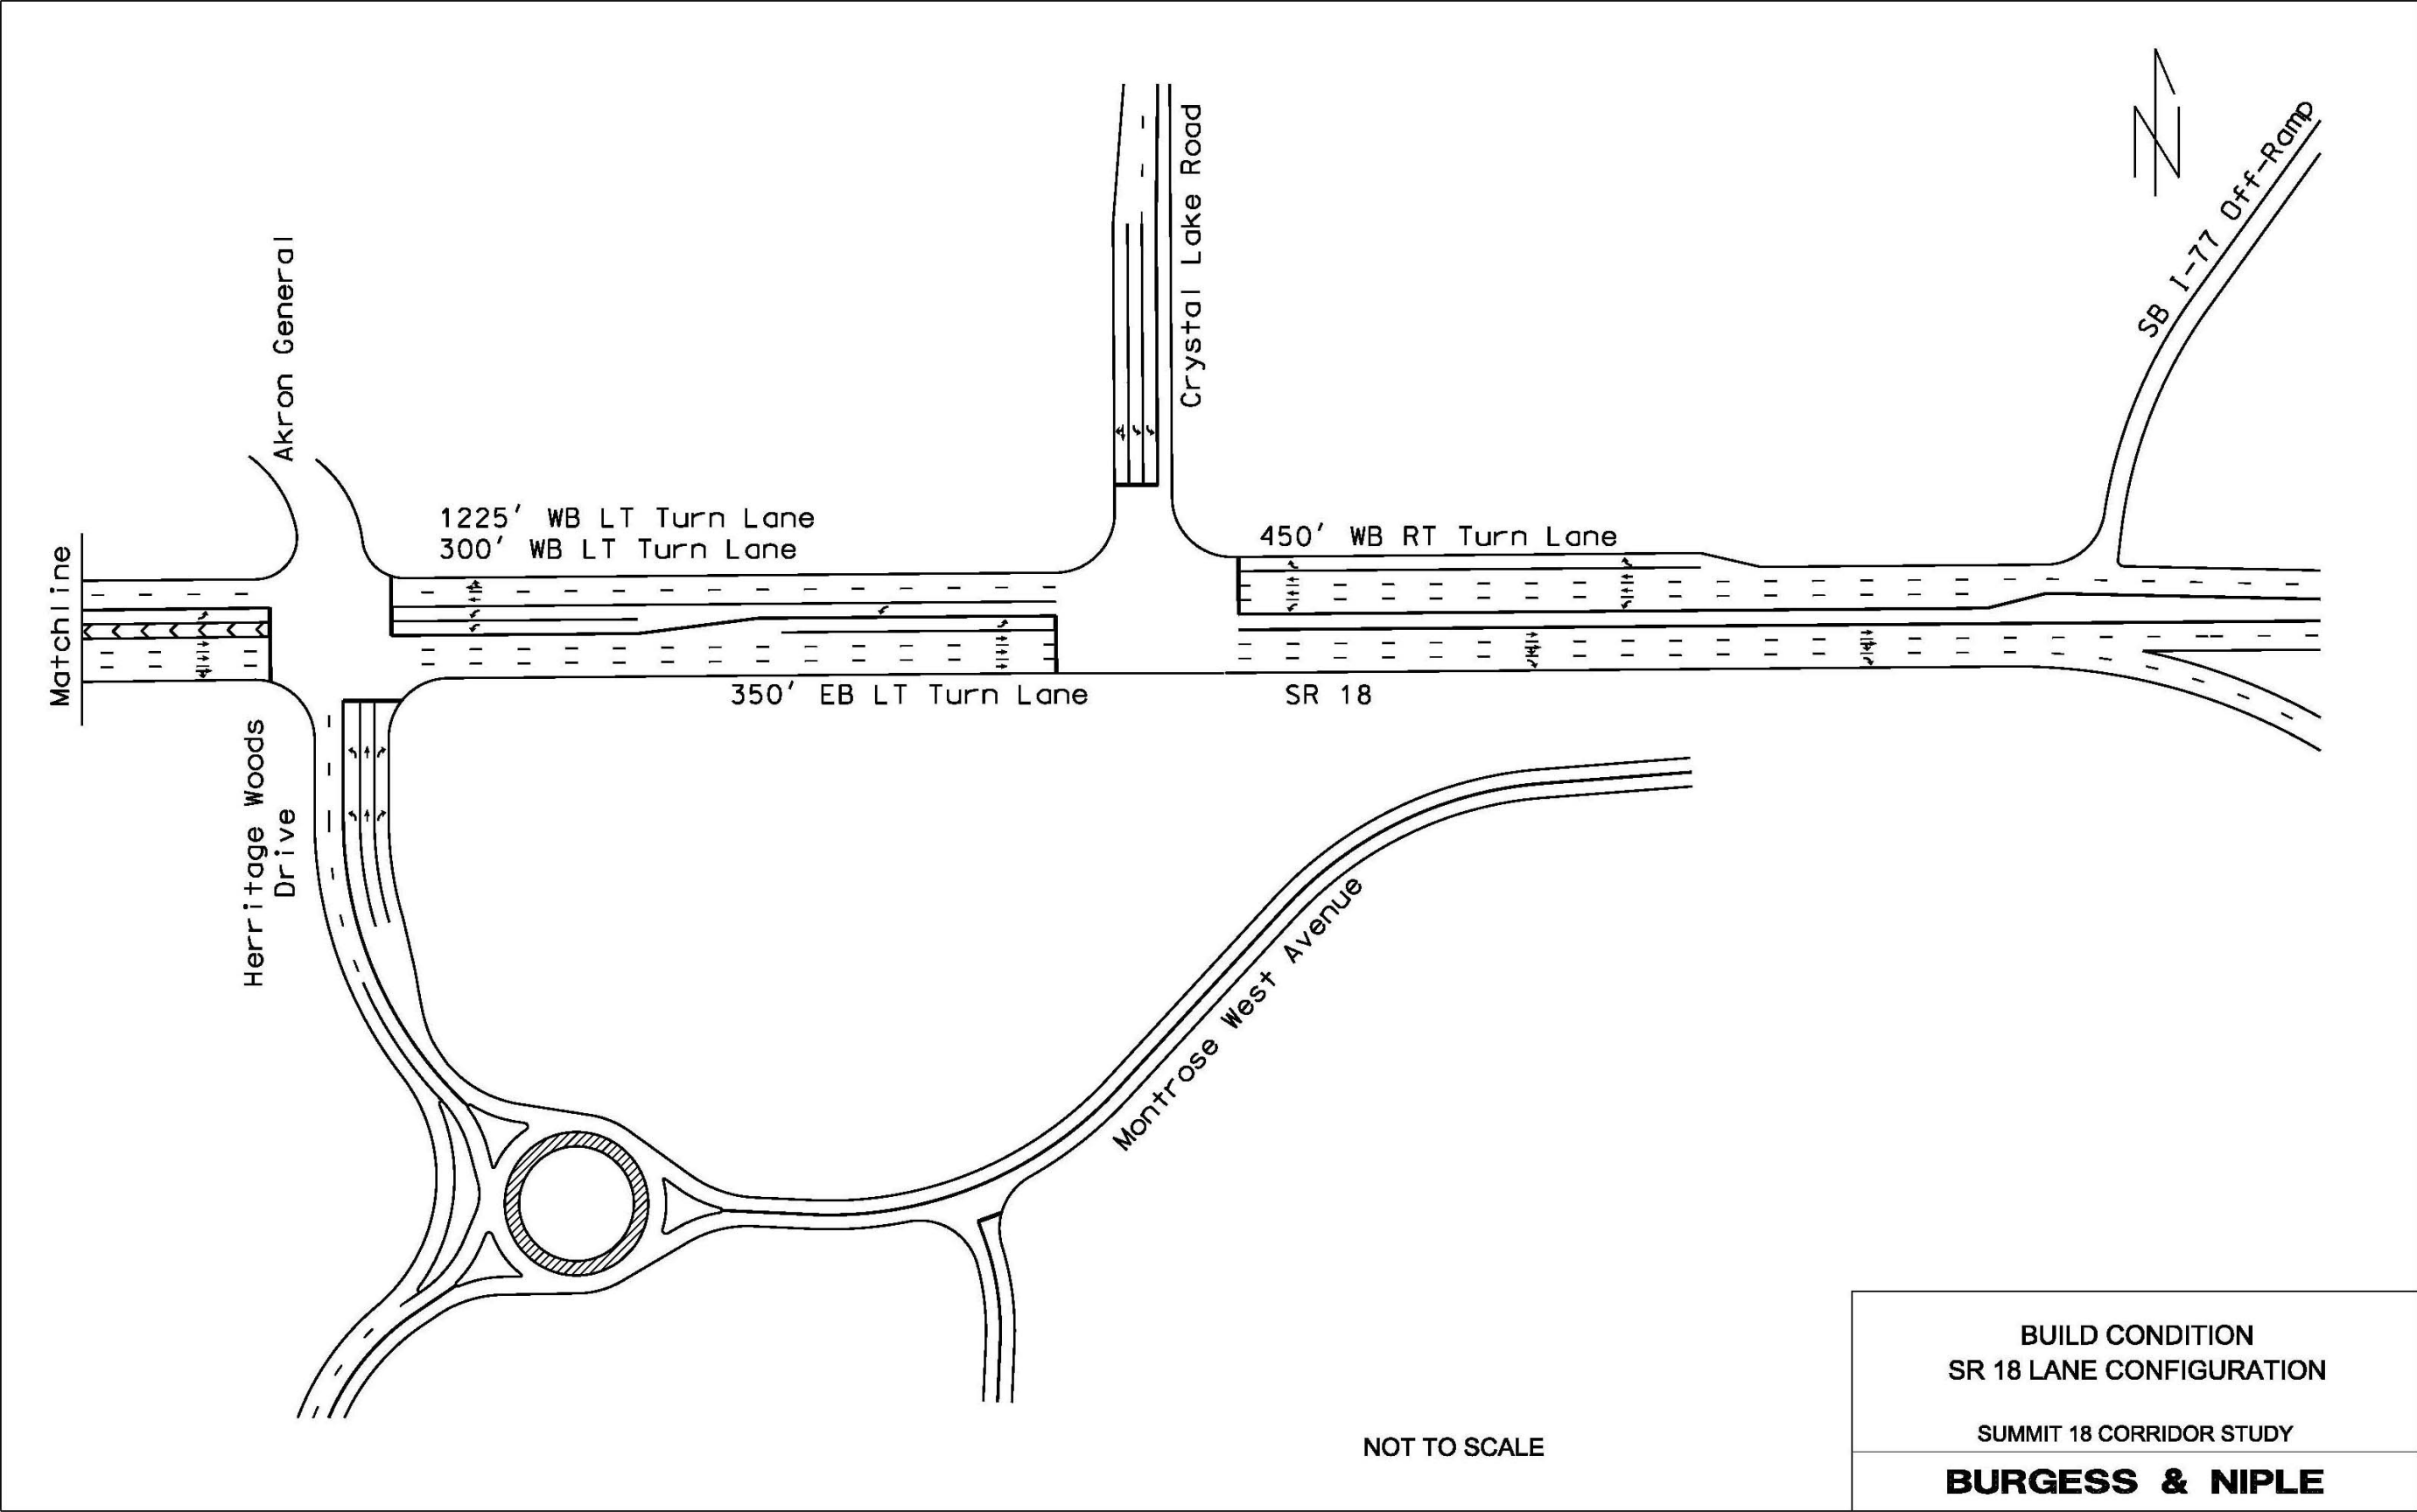 Akron General
Crystal Lake Road
SB I-77 Off-Ramp
N
1225' WB LT Turn Lane
300' WB LT Turn Lane
450' WB RT Turn Lane
Matchline
350' EB LT Turn Lane
SR 18
Herritage Woods
Drive
Montrose West Avenue
NOT TO SCALE
BUILD CONDITION
SR 18 LANE CONFIGURATION
SUMMIT 18 CORRIDOR STUDY
BURGESS & NIPLE